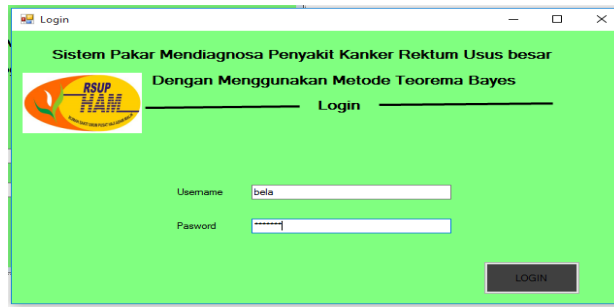 Login
Sistem Pakar Mendiagnosa Penyakit Kanker Rektum Usus besar
Dengan Menggunakan Metode Teorema Bayes
RSUP
HAM
Login
Username
bela
Pasword
*******
LOGIN